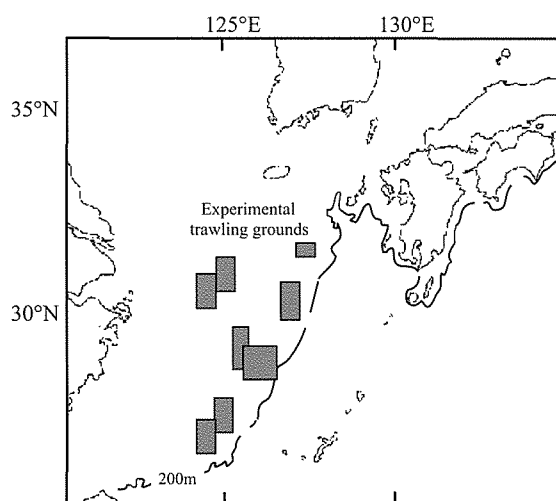 125°E 130°E
35°N
Experimental
trawling grounds
30°N
200m